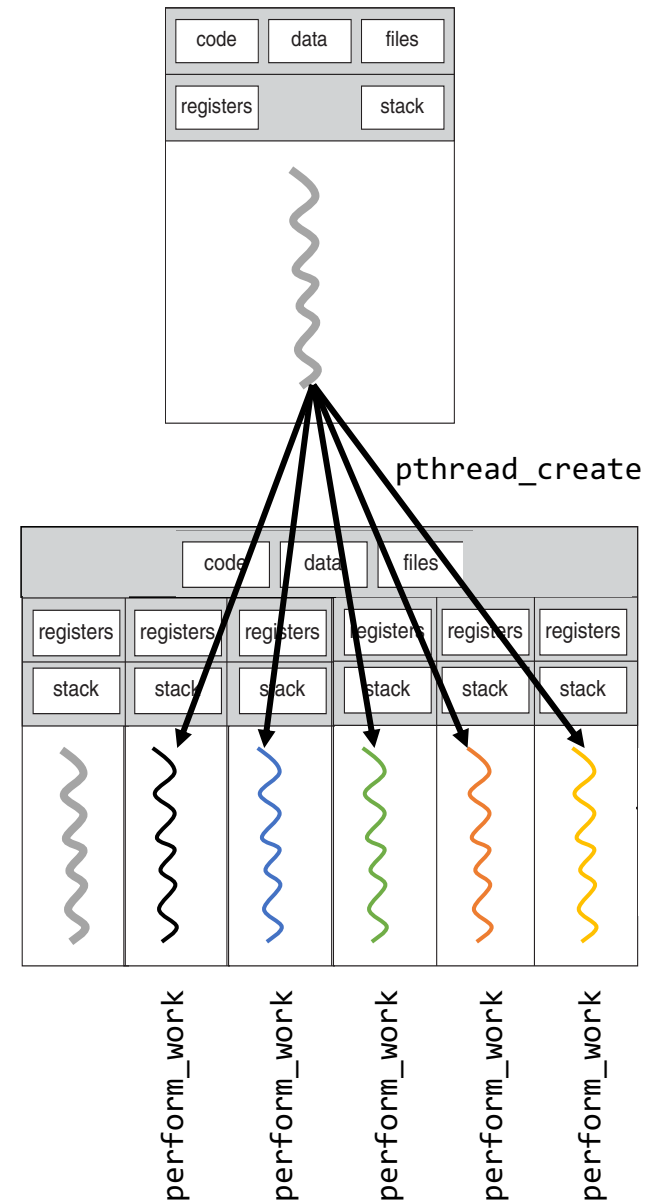 code data files
registers stack
pthread_create
code data files
registers registers registers registers registers registers
stack stack stack stack stack stack
perform_work perform_work perform_work perform_work perform_work